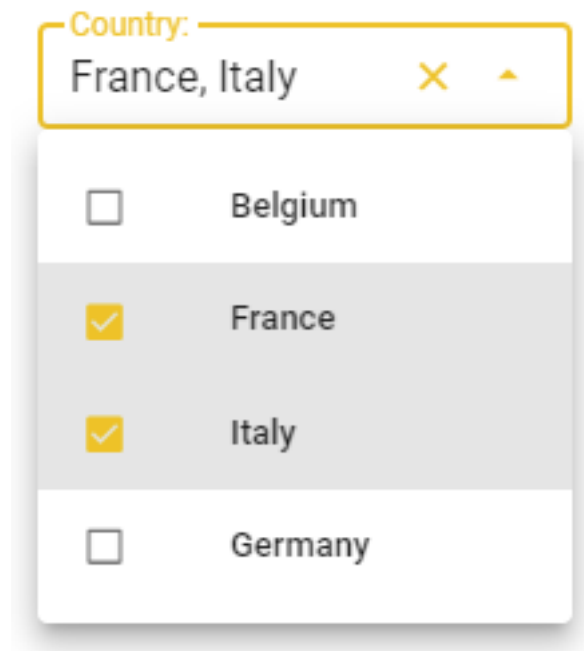 Country:
France, Italy
Belgium
France
Italy
Germany